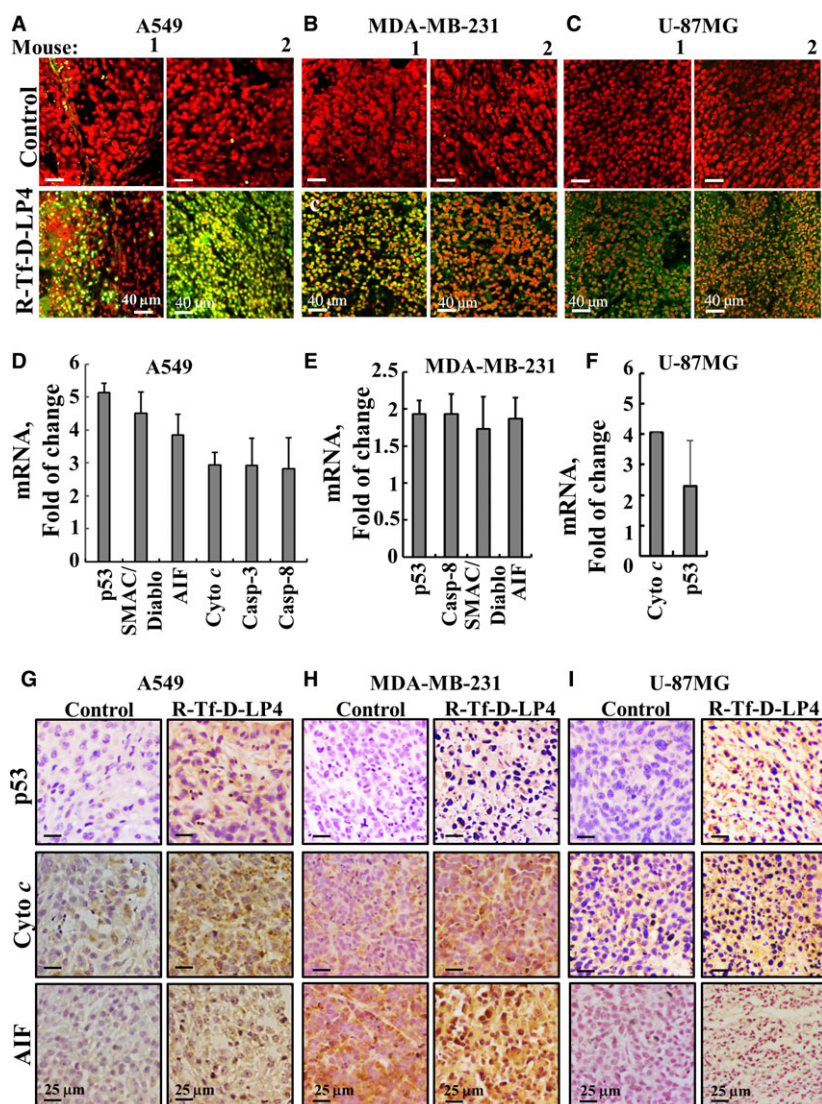 A A549 B MDA-MB-231 C U-87MG
Mouse: 1 2 1 2 1 2
Control
R-Tf-D-LP4
c
40 μm 40 μm 40 μm 40 μm 40 μm 40 μm
D A549
mRNA,
Fold of change
6
5
4
3
2
1
0
p53
SMAC/
Diablo
AIF
Cyto c
Casp-3
Casp-8
E MDA-MB-231
mRNA,
Fold of change
2.5
2
1.5
1
0.5
0
p53
Casp-8
SMAC/
Diablo
AIF
F U-87MG
mRNA,
Fold of change
6
5
4
3
2
1
0
Cyto c
p53
G A549 H MDA-MB-231 I U-87MG
Control R-Tf-D-LP4 Control R-Tf-D-LP4 Control R-Tf-D-LP4
p53
Cyto c
AIF
25 μm 25 μm 25 μm 25 μm 25 μm 25 μm